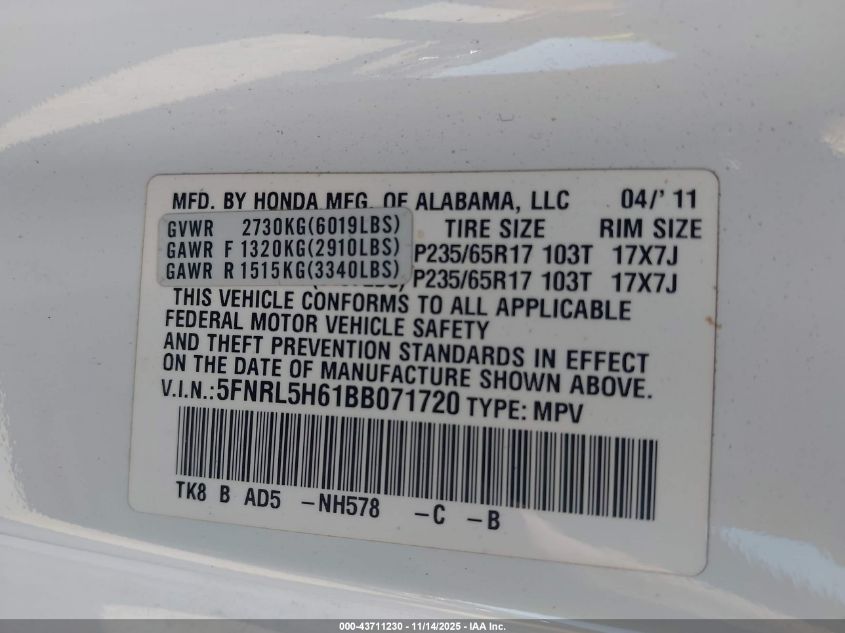 MFD. BY HONDA MFG. OF ALABAMA, LLC 04/' 11
GVWR 2730KG(6019LBS) TIRE SIZE RIM SIZE
GAWR F 1320KG(2910LBS) P235/65R17 103T 17X7J
GAWR R 1515KG(3340LBS) P235/65R17 103T 17X7J
THIS VEHICLE CONFORMS TO ALL APPLICABLE
FEDERAL MOTOR VEHICLE SAFETY
AND THEFT PREVENTION STANDARDS IN EFFECT
ON THE DATE OF MANUFACTURE SHOWN ABOVE.
V.I.N.:5FNRL5H61BB071720 TYPE: MPV
TK8 B AD5 -NH578 -C -B
000-43711230 - 11/14/2025 - IAA Inc.